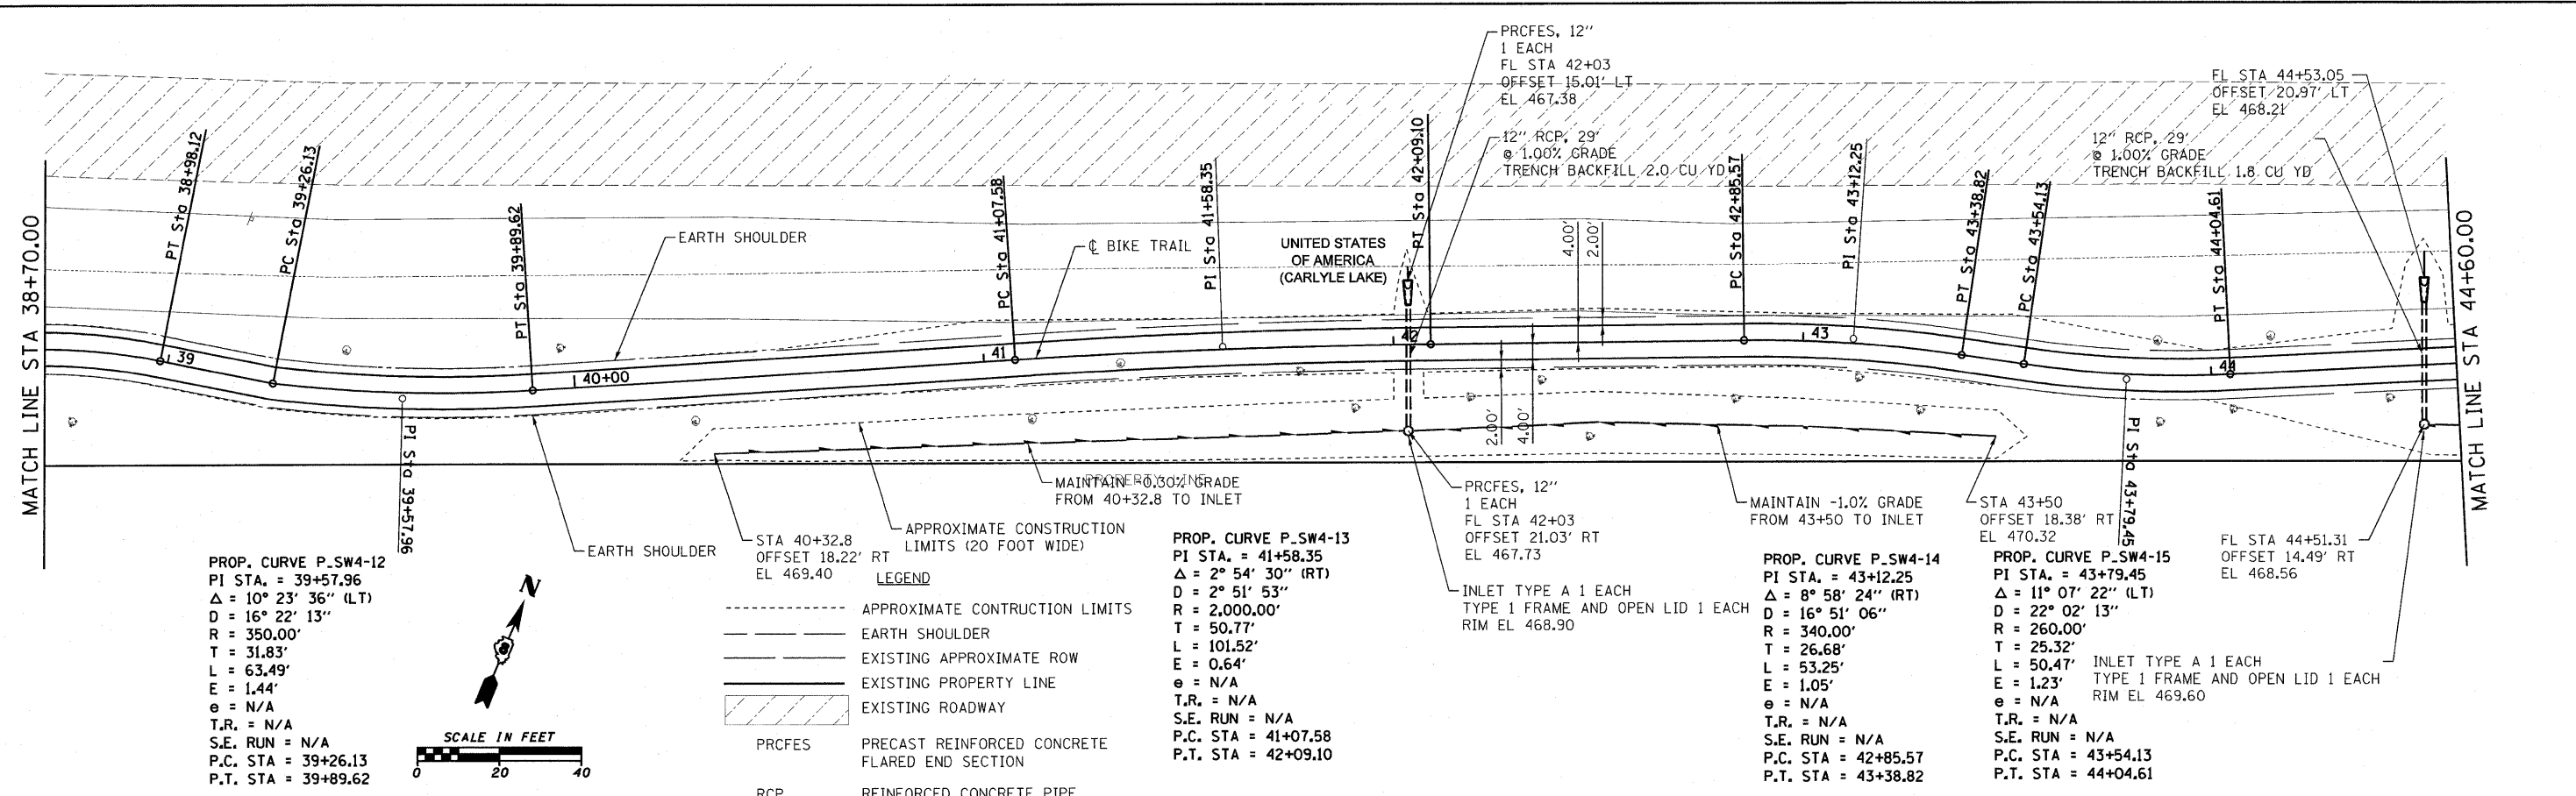 PRCFES, 12"
1 EACH
FL STA 42+03
OFFSET 15.01' LT
EL 467.38
12" RCP, 29'
@ 1.00% GRADE
TRENCH BACKFILL 2.0 CU YD
FL STA 44+53.05
OFFSET 20.97' LT
EL 468.21
12" RCP, 29'
@ 1.00% GRADE
TRENCH BACKFILL 1.8 CU YD
MATCH LINE STA 38+70.00
PT Sta 38+98.12
PC Sta 39+26.13
PT Sta 39+89.62
EARTH SHOULDER
PC Sta 41+07.58
℄ BIKE TRAIL
PI Sta 41+58.35
UNITED STATES
OF AMERICA
(CARLYLE LAKE)
PT Sta 42+09.10
4.00'
2.00'
PC Sta 42+85.57
PI Sta 43+12.25
PT Sta 43+38.82
PC Sta 43+54.13
PT Sta 44+04.61
MATCH LINE STA 44+60.00
39
40+00
41
42
43
44
2.00'
4.00'
PI Sta 39+57.96
PI Sta 43+79.45
EARTH SHOULDER
STA 40+32.8
OFFSET 18.22' RT
EL 469.40
APPROXIMATE CONSTRUCTION
LIMITS (20 FOOT WIDE)
PROPERTY LINE
MAINTAIN -0.30% GRADE
FROM 40+32.8 TO INLET
PRCFES, 12"
1 EACH
FL STA 42+03
OFFSET 21.03' RT
EL 467.73
INLET TYPE A 1 EACH
TYPE 1 FRAME AND OPEN LID 1 EACH
RIM EL 468.90
MAINTAIN -1.0% GRADE
FROM 43+50 TO INLET
STA 43+50
OFFSET 18.38' RT
EL 470.32
FL STA 44+51.31
OFFSET 14.49' RT
EL 468.56
INLET TYPE A 1 EACH
TYPE 1 FRAME AND OPEN LID 1 EACH
RIM EL 469.60
PROP. CURVE P_SW4-12
PI STA. = 39+57.96
Δ = 10° 23' 36" (LT)
D = 16° 22' 13"
R = 350.00'
T = 31.83'
L = 63.49'
E = 1.44'
e = N/A
T.R. = N/A
S.E. RUN = N/A
P.C. STA = 39+26.13
P.T. STA = 39+89.62
N
SCALE IN FEET
0 20 40
LEGEND
APPROXIMATE CONTRUCTION LIMITS
EARTH SHOULDER
EXISTING APPROXIMATE ROW
EXISTING PROPERTY LINE
EXISTING ROADWAY
PRCFES PRECAST REINFORCED CONCRETE
FLARED END SECTION
RCP REINFORCED CONCRETE PIPE
PROP. CURVE P_SW4-13
PI STA. = 41+58.35
Δ = 2° 54' 30" (RT)
D = 2° 51' 53"
R = 2,000.00'
T = 50.77'
L = 101.52'
E = 0.64'
e = N/A
T.R. = N/A
S.E. RUN = N/A
P.C. STA = 41+07.58
P.T. STA = 42+09.10
PROP. CURVE P_SW4-14
PI STA. = 43+12.25
Δ = 8° 58' 24" (RT)
D = 16° 51' 06"
R = 340.00'
T = 26.68'
L = 53.25'
E = 1.05'
e = N/A
T.R. = N/A
S.E. RUN = N/A
P.C. STA = 42+85.57
P.T. STA = 43+38.82
PROP. CURVE P_SW4-15
PI STA. = 43+79.45
Δ = 11° 07' 22" (LT)
D = 22° 02' 13"
R = 260.00'
T = 25.32'
L = 50.47'
E = 1.23'
e = N/A
T.R. = N/A
S.E. RUN = N/A
P.C. STA = 43+54.13
P.T. STA = 44+04.61